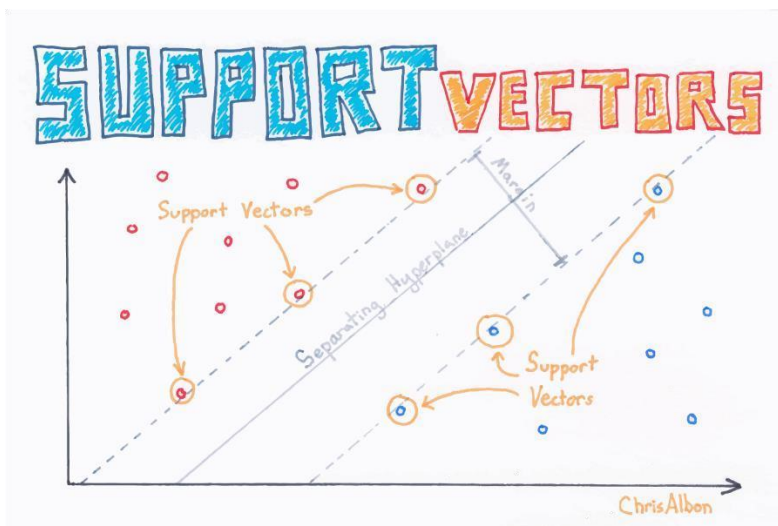 SUPPORT VECTORS
Support Vectors
Margin
Separating Hyperplane
Support
Vectors
ChrisAlbon